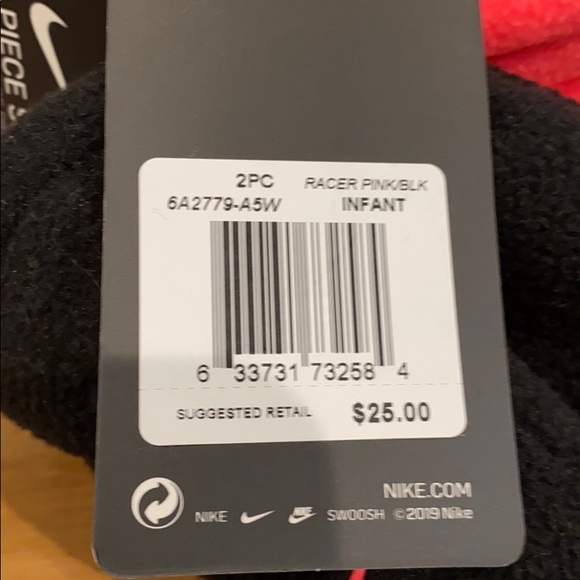 PIECE S
2PC RACER PINK/BLK
6A2779-A5W INFANT
6 33731 73258 4
SUGGESTED RETAIL $25.00
NIKE.COM
NIKE NIKE SWOOSH © 2019 Nike